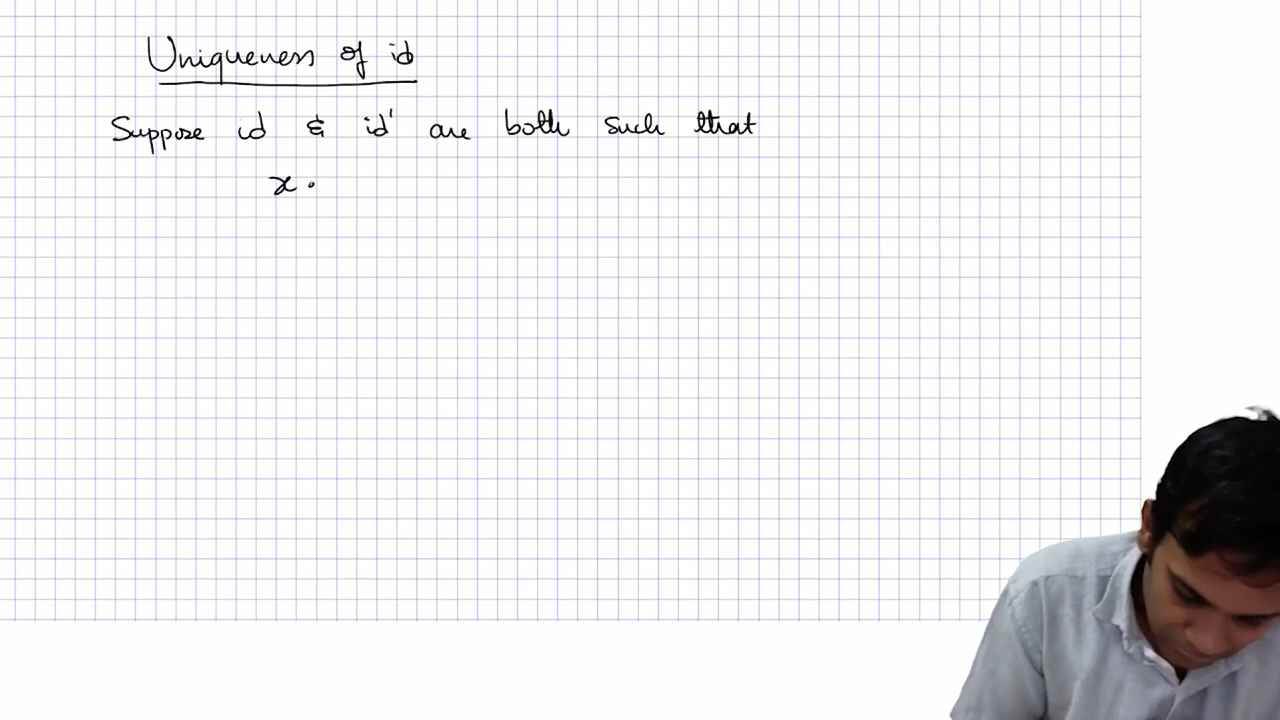 Uniqueness of id
Suppose id & id' are both such that
x ·